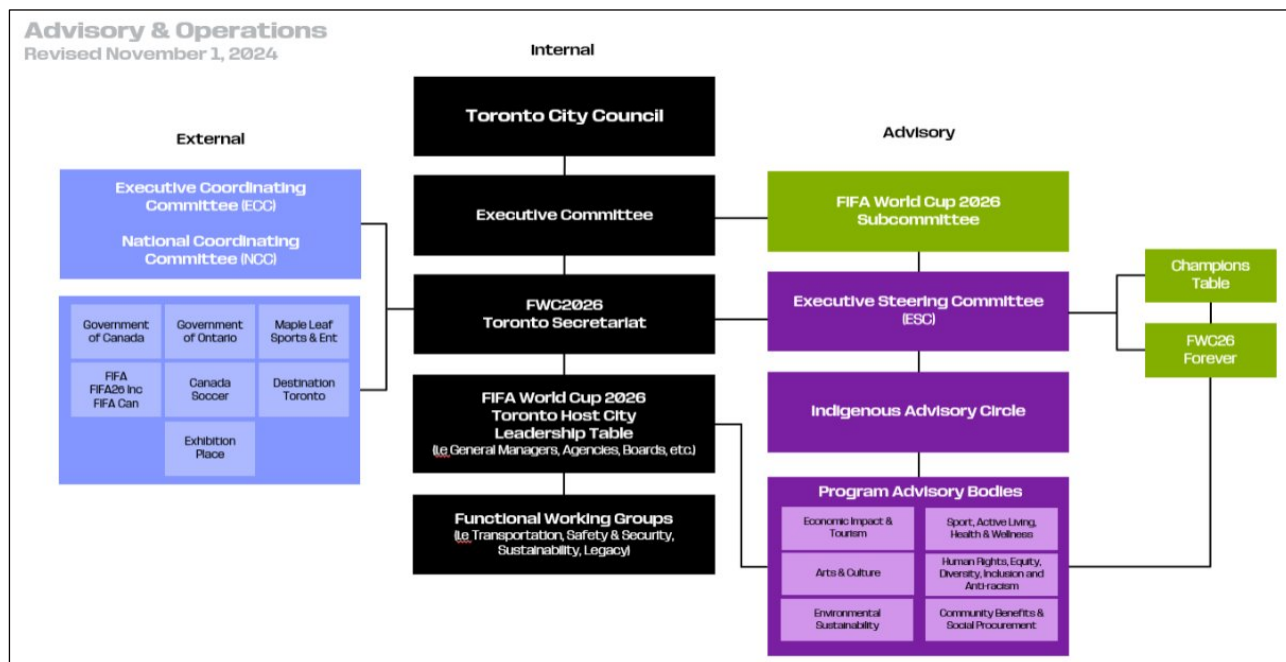 Advisory & Operations
Revised November 1, 2024
Internal
Toronto City Council
Executive Committee
FWC2026
Toronto Secretariat
FIFA World Cup 2026
Toronto Host City
Leadership Table
(I.e General Managers, Agencies, Boards, etc.)
Functional Working Groups
(I.e Transportation, Safety & Security,
Sustainability, Legacy)
External
Executive Coordinating
Committee (ECC)
National Coordinating
Committee (NCC)
Government
of Canada
Government
of Ontario
Maple Leaf
Sports & Ent
FIFA
FIFA26 Inc
FIFA Can
Canada
Soccer
Destination
Toronto
Exhibition
Place
Advisory
FIFA World Cup 2026
Subcommittee
Executive Steering Committee
(ESC)
Indigenous Advisory Circle
Program Advisory Bodies
Economic Impact &
Tourism
Sport, Active Living,
Health & Wellness
Arts & Culture
Human Rights, Equity,
Diversity, Inclusion and
Anti-racism
Environmental
Sustainability
Community Benefits &
Social Procurement
Champions
Table
FWC26
Forever